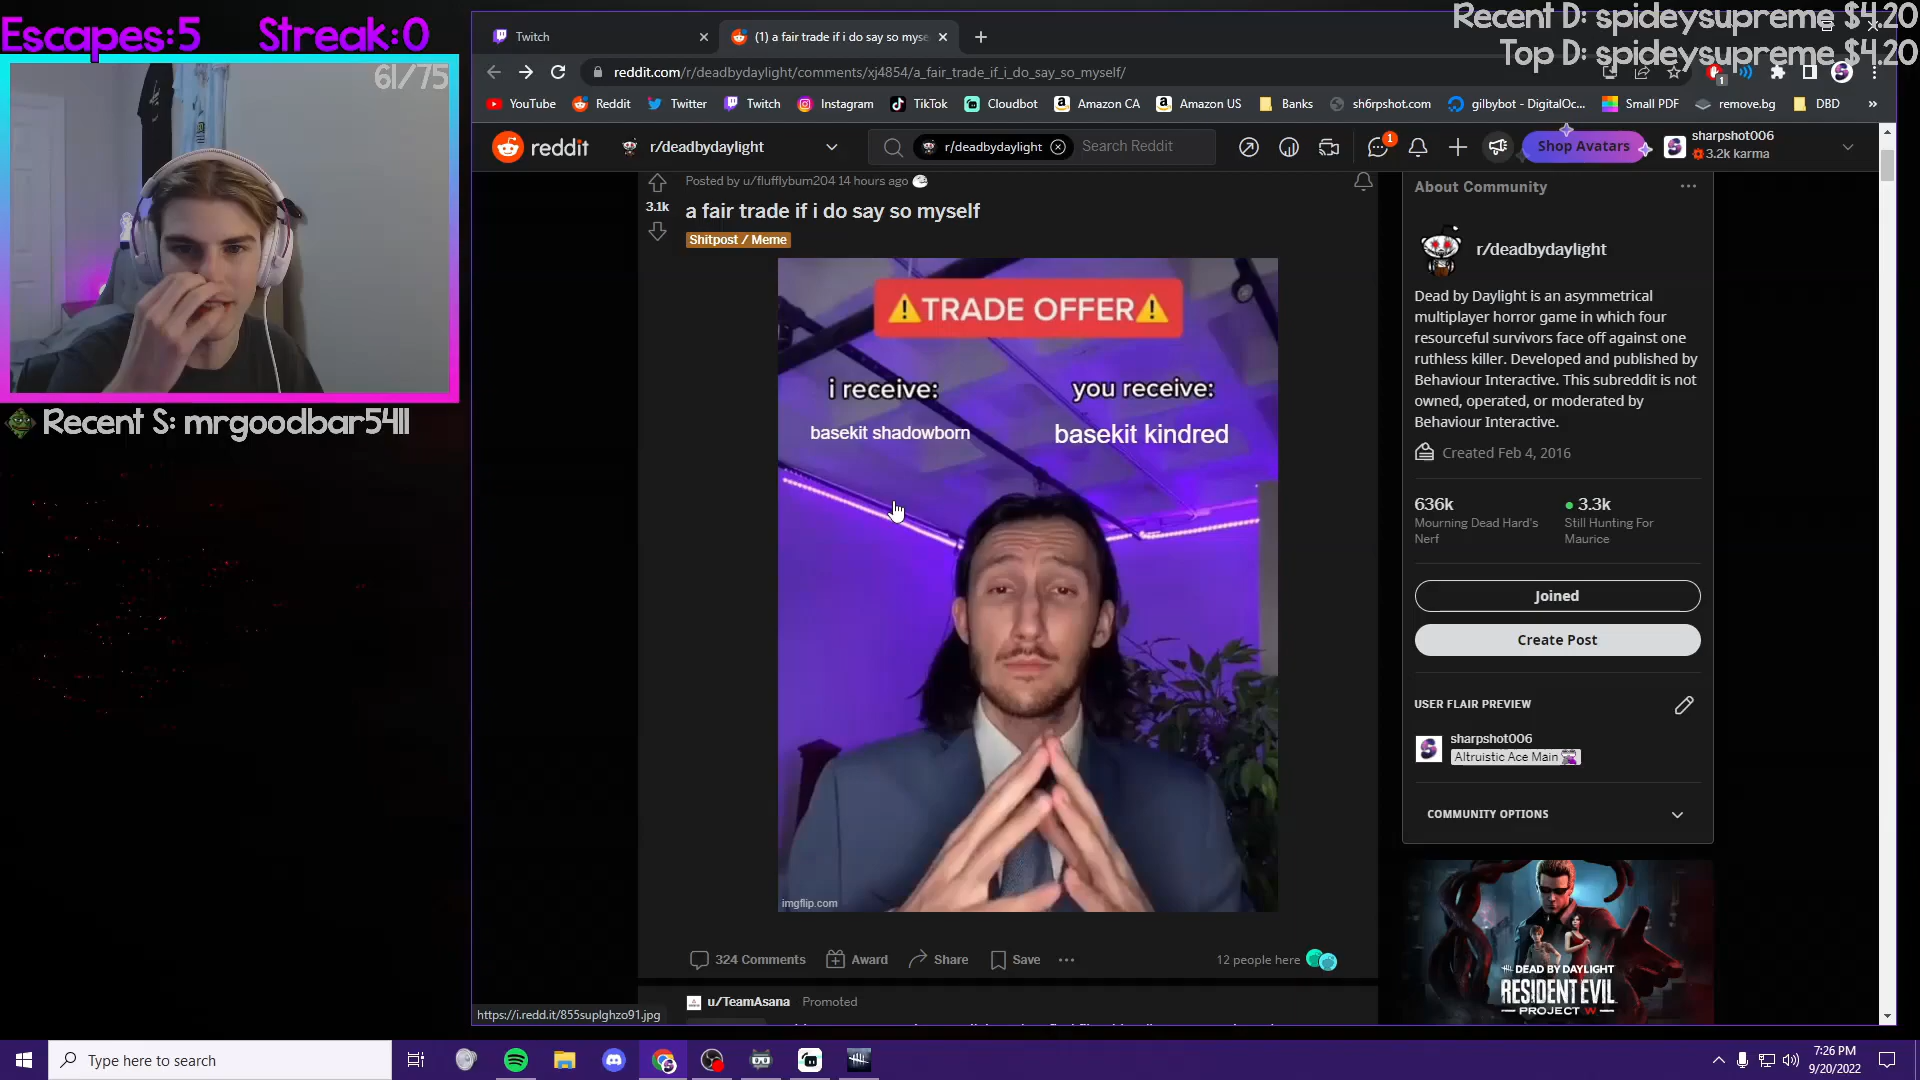 Escapes:5 Streak:0
61/75
Recent S: mrgoodbar5411
Recent D: spideysupreme $4.20
Top D: spideysupreme $4.20
Twitch
(1) a fair trade if i do say so myse
reddit.com/r/deadbydaylight/comments/xj4854/a_fair_trade_if_i_do_say_so_myself/
1
YouTube Reddit Twitter Twitch Instagram TikTok Cloudbot Amazon CA Amazon US Banks sh6rpshot.com gilbybot - DigitalOc... Small PDF remove.bg DBD »
reddit
r/deadbydaylight
r/deadbydaylight Search Reddit
1
Shop Avatars
sharpshot006
3.2k karma
Posted by u/flufflybum204 14 hours ago
3.1k
a fair trade if i do say so myself
Shitpost / Meme
TRADE OFFER
i receive: you receive:
basekit shadowborn basekit kindred
imgflip.com
324 Comments Award Share Save ...
12 people here
u/TeamAsana Promoted
https://i.redd.it/855suplghzo91.jpg
About Community
r/deadbydaylight
Dead by Daylight is an asymmetrical
multiplayer horror game in which four
resourceful survivors face off against one
ruthless killer. Developed and published by
Behaviour Interactive. This subreddit is not
owned, operated, or moderated by
Behaviour Interactive.
Created Feb 4, 2016
636k 3.3k
Mourning Dead Hard's Still Hunting For
Nerf Maurice
Joined
Create Post
USER FLAIR PREVIEW
sharpshot006
Altruistic Ace Main
COMMUNITY OPTIONS
DEAD BY DAYLIGHT
RESIDENT EVIL
PROJECT W
Type here to search
7:26 PM
9/20/2022